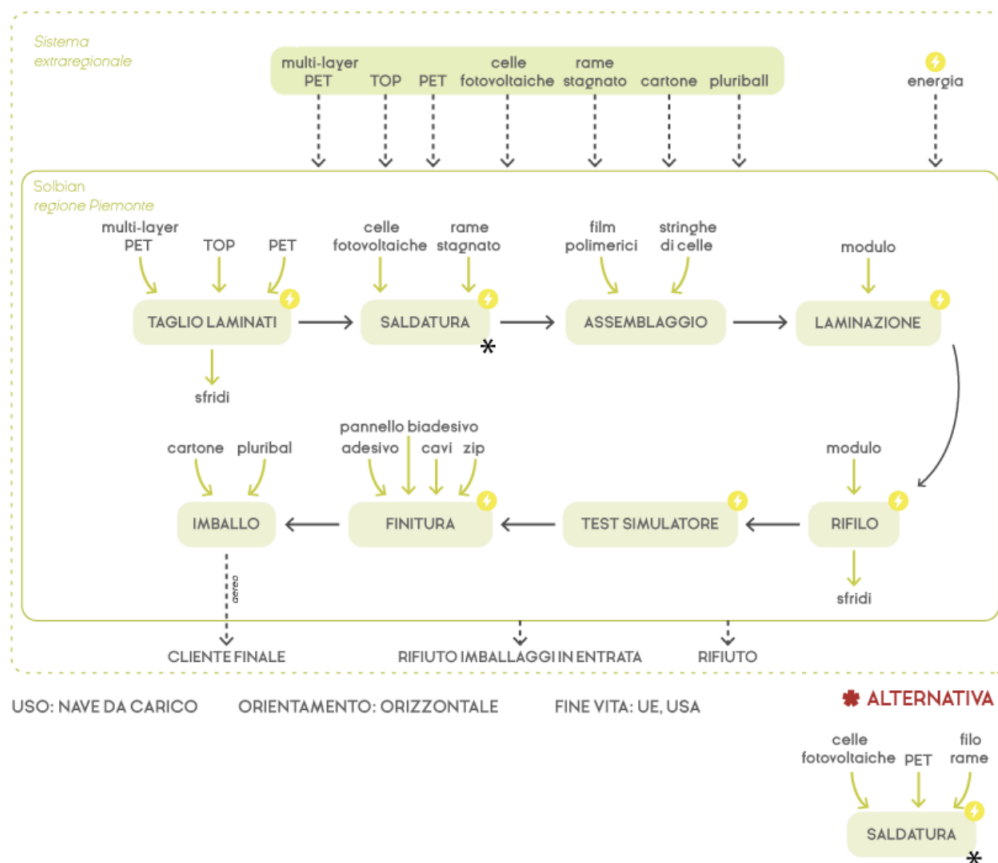 Sistema
extraregionale
multi-layer
PET
TOP
PET
celle
fotovoltaiche
rame
stagnato
cartone
pluriball
energia
Solbian
regione Piemonte
multi-layer
PET
TOP
PET
celle
fotovoltaiche
rame
stagnato
film
polimerici
stringhe
di celle
modulo
TAGLIO LAMINATI
SALDATURA
*
ASSEMBLAGGIO
LAMINAZIONE
sfridi
cartone
pluribal
pannello biadesivo
adesivo
cavi
zip
modulo
IMBALLO
FINITURA
TEST SIMULATORE
RIFILO
aereo
sfridi
CLIENTE FINALE
RIFIUTO IMBALLAGGI IN ENTRATA
RIFIUTO
USO: NAVE DA CARICO
ORIENTAMENTO: ORIZZONTALE
FINE VITA: UE, USA
* ALTERNATIVA
celle
fotovoltaiche
PET
filo
rame
SALDATURA
*